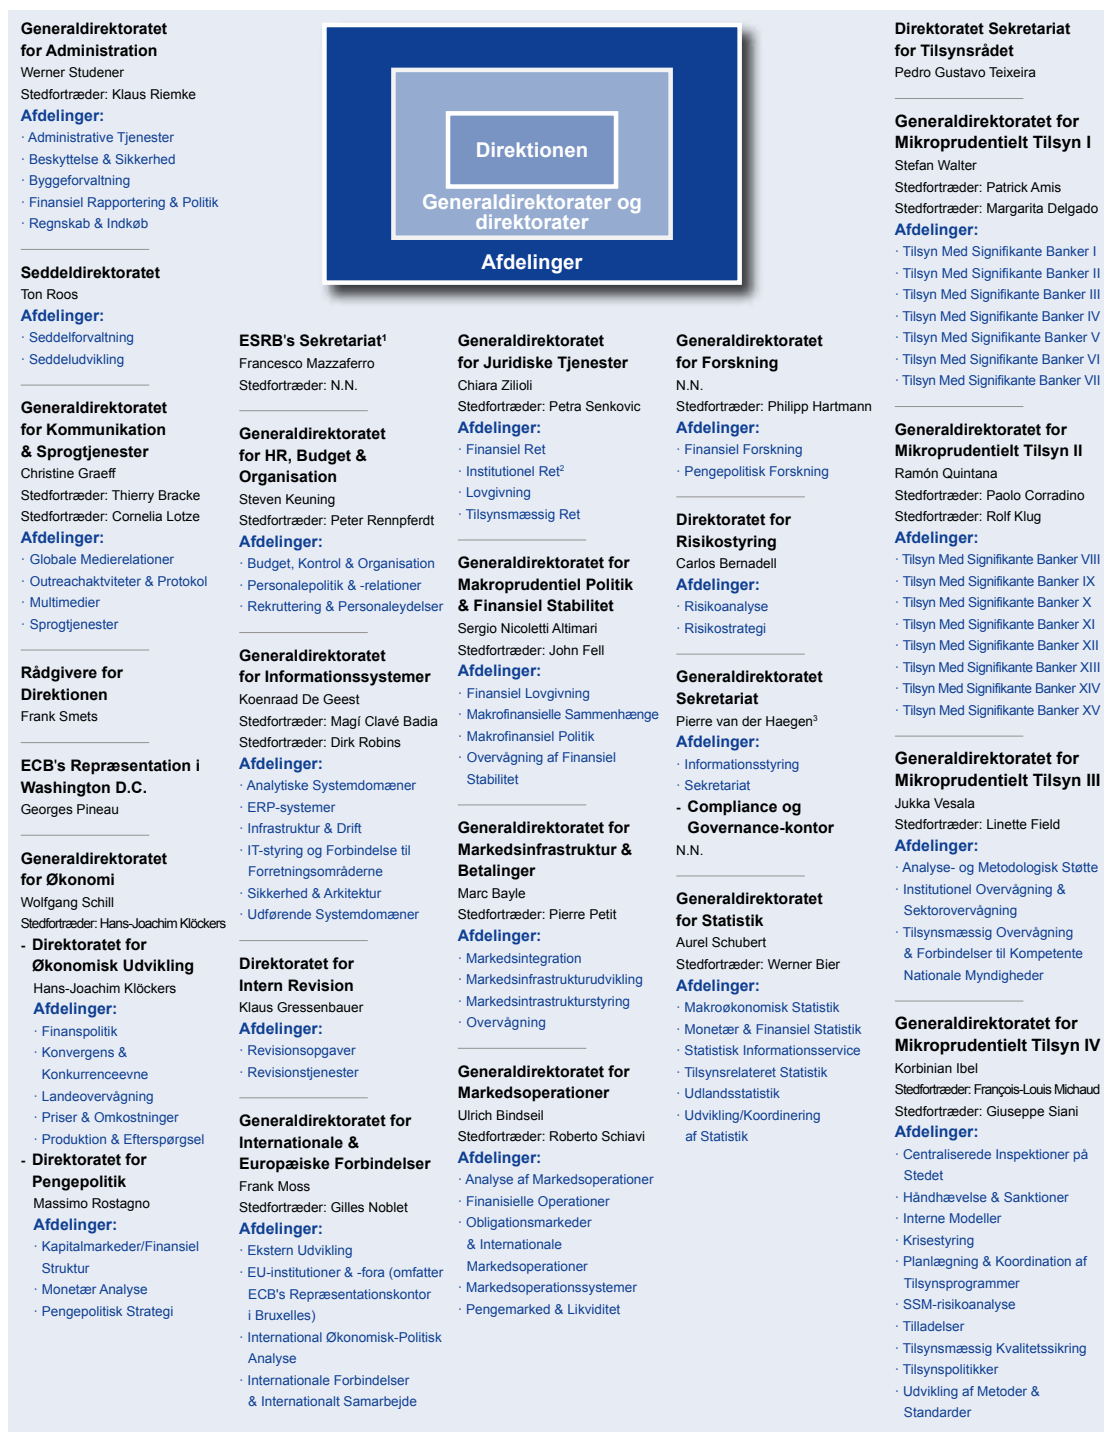 Generaldirektoratet
for Administration
Werner Studener
Stedfortræder: Klaus Riemke
Afdelinger:
· Administrative Tjenester
· Beskyttelse & Sikkerhed
· Byggeforvaltning
· Finansiel Rapportering & Politik
· Regnskab & Indkøb
Seddeldirektoratet
Ton Roos
Afdelinger:
· Seddelforvaltning
· Seddeludvikling
Generaldirektoratet
for Kommunikation
& Sprogtjenester
Christine Graeff
Stedfortræder: Thierry Bracke
Stedfortræder: Cornelia Lotze
Afdelinger:
· Globale Medierelationer
· Outreachaktviteter & Protokol
· Multimedier
· Sprogtjenester
Rådgivere for
Direktionen
Frank Smets
ECB's Repræsentation i
Washington D.C.
Georges Pineau
Generaldirektoratet
for Økonomi
Wolfgang Schill
Stedfortræder: Hans-Joachim Klöckers
- Direktoratet for
Økonomisk Udvikling
Hans-Joachim Klöckers
Afdelinger:
· Finanspolitik
· Konvergens &
Konkurrenceevne
· Landeovervågning
· Priser & Omkostninger
· Produktion & Efterspørgsel
- Direktoratet for
Pengepolitik
Massimo Rostagno
Afdelinger:
· Kapitalmarkeder/Finansiel
Struktur
· Monetær Analyse
· Pengepolitisk Strategi
Direktionen
Generaldirektorater og
direktorater
Afdelinger
ESRB's Sekretariat¹
Francesco Mazzaferro
Stedfortræder: N.N.
Generaldirektoratet
for HR, Budget &
Organisation
Steven Keuning
Stedfortræder: Peter Rennpferdt
Afdelinger:
· Budget, Kontrol & Organisation
· Personalepolitik & -relationer
· Rekruttering & Personaleydelser
Generaldirektoratet
for Informationssystemer
Koenraad De Geest
Stedfortræder: Magí Clavé Badia
Stedfortræder: Dirk Robins
Afdelinger:
· Analytiske Systemdomæner
· ERP-systemer
· Infrastruktur & Drift
· IT-styring og Forbindelse til
Forretningsområderne
· Sikkerhed & Arkitektur
· Udførende Systemdomæner
Direktoratet for
Intern Revision
Klaus Gressenbauer
Afdelinger:
· Revisionsopgaver
· Revisionstjenester
Generaldirektoratet for
Internationale &
Europæiske Forbindelser
Frank Moss
Stedfortræder: Gilles Noblet
Afdelinger:
· Ekstern Udvikling
· EU-institutioner & -fora (omfatter
ECB's Repræsentationskontor
i Bruxelles)
· International Økonomisk-Politisk
Analyse
· Internationale Forbindelser
& Internationalt Samarbejde
Generaldirektoratet
for Juridiske Tjenester
Chiara Zilioli
Stedfortræder: Petra Senkovic
Afdelinger:
· Finansiel Ret
· Institutionel Ret²
· Lovgivning
· Tilsynsmæssig Ret
Generaldirektoratet for
Makroprudentiel Politik
& Finansiel Stabilitet
Sergio Nicoletti Altimari
Stedfortræder: John Fell
Afdelinger:
· Finansiel Lovgivning
· Makrofinansielle Sammenhænge
· Makrofinansiel Politik
· Overvågning af Finansiel
Stabilitet
Generaldirektoratet for
Markedsinfrastruktur &
Betalinger
Marc Bayle
Stedfortræder: Pierre Petit
Afdelinger:
· Markedsintegration
· Markedsinfrastrukturudvikling
· Markedsintrastrukturstyring
· Overvågning
Generaldirektoratet for
Markedsoperationer
Ulrich Bindseil
Stedfortræder: Roberto Schiavi
Afdelinger:
· Analyse af Markedsoperationer
· Finanisielle Operationer
· Obligationsmarkeder
& Internationale
Markedsoperationer
· Markedsoperationssystemer
· Pengemarked & Likviditet
Generaldirektoratet
for Forskning
N.N.
Stedfortræder: Philipp Hartmann
Afdelinger:
· Finansiel Forskning
· Pengepolitisk Forskning
Direktoratet for
Risikostyring
Carlos Bernadell
Afdelinger:
· Risikoanalyse
· Risikostrategi
Generaldirektoratet
Sekretariat
Pierre van der Haegen³
Afdelinger:
· Informationsstyring
· Sekretariat
- Compliance og
Governance-kontor
N.N.
Generaldirektoratet
for Statistik
Aurel Schubert
Stedfortræder: Werner Bier
Afdelinger:
· Makroøkonomisk Statistik
· Monetær & Finansiel Statistik
· Statistisk Informationsservice
· Tilsynsrelateret Statistik
· Udlandsstatistik
· Udvikling/Koordinering
af Statistik
Direktoratet Sekretariat
for Tilsynsrådet
Pedro Gustavo Teixeira
Generaldirektoratet for
Mikroprudentielt Tilsyn I
Stefan Walter
Stedfortræder: Patrick Amis
Stedfortræder: Margarita Delgado
Afdelinger:
· Tilsyn Med Signifikante Banker I
· Tilsyn Med Signifikante Banker II
· Tilsyn Med Signifikante Banker III
· Tilsyn Med Signifikante Banker IV
· Tilsyn Med Signifikante Banker V
· Tilsyn Med Signifikante Banker VI
· Tilsyn Med Signifikante Banker VII
Generaldirektoratet for
Mikroprudentielt Tilsyn II
Ramón Quintana
Stedfortræder: Paolo Corradino
Stedfortræder: Rolf Klug
Afdelinger:
· Tilsyn Med Signifikante Banker VIII
· Tilsyn Med Signifikante Banker IX
· Tilsyn Med Signifikante Banker X
· Tilsyn Med Signifikante Banker XI
· Tilsyn Med Signifikante Banker XII
· Tilsyn Med Signifikante Banker XIII
· Tilsyn Med Signifikante Banker XIV
· Tilsyn Med Signifikante Banker XV
Generaldirektoratet for
Mikroprudentielt Tilsyn III
Jukka Vesala
Stedfortræder: Linette Field
Afdelinger:
· Analyse- og Metodologisk Støtte
· Institutionel Overvågning &
Sektorovervågning
· Tilsynsmæssig Overvågning
& Forbindelser til Kompetente
Nationale Myndigheder
Generaldirektoratet for
Mikroprudentielt Tilsyn IV
Korbinian Ibel
Stedfortræder: François-Louis Michaud
Stedfortræder: Giuseppe Siani
Afdelinger:
· Centraliserede Inspektioner på
Stedet
· Håndhævelse & Sanktioner
· Interne Modeller
· Krisestyring
· Planlægning & Koordination af
Tilsynsprogrammer
· SSM-risikoanalyse
· Tilladelser
· Tilsynsmæssig Kvalitetssikring
· Tilsynspolitikker
· Udvikling af Metoder &
Standarder